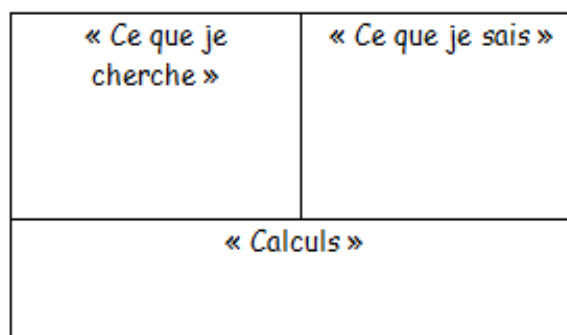 « Ce que je
cherche »
« Ce que je sais »
« Calculs »